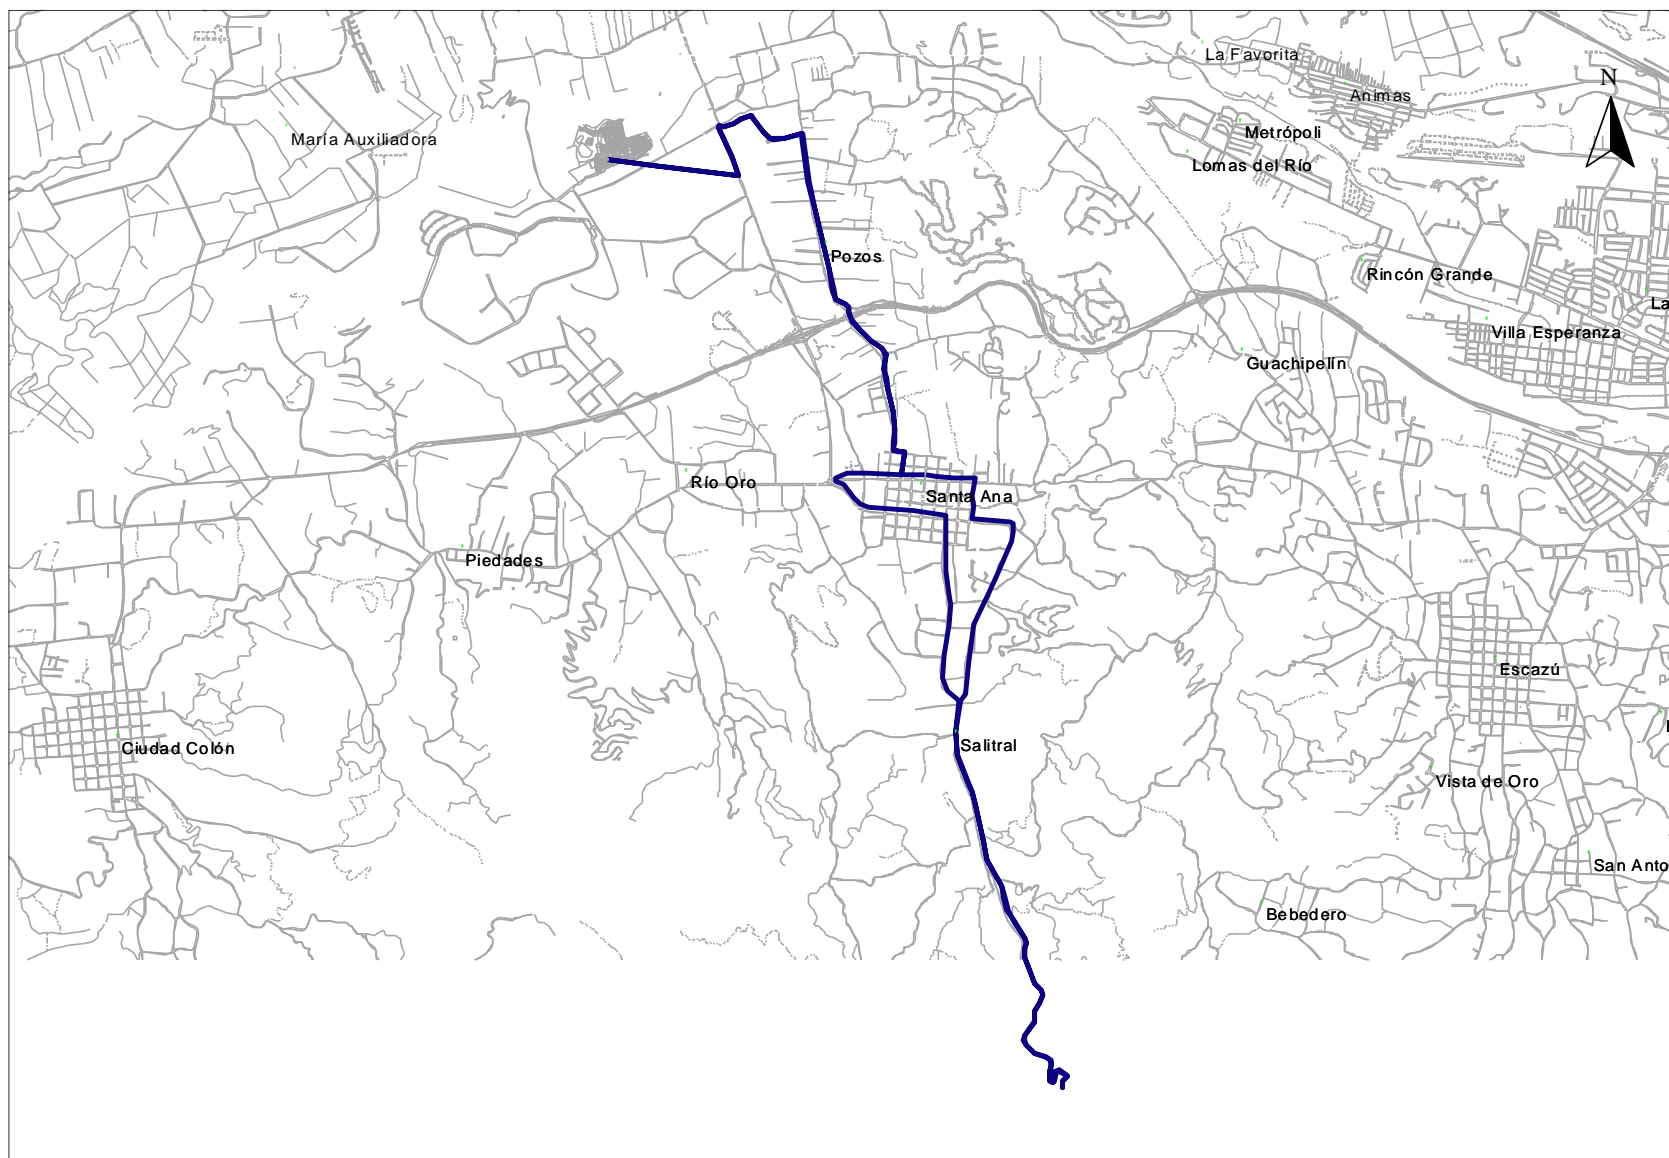 La Favorita
N
Animas
María Auxiliadora
Metrópoli
Lomas del Río
Pozos
Rincón Grande
La
Villa Esperanza
Guachipelín
Río Oro
Santa Ana
Piedades
Escazú
Ciudad Colón
Salitral
Vista de Oro
San Anto
Bebedero